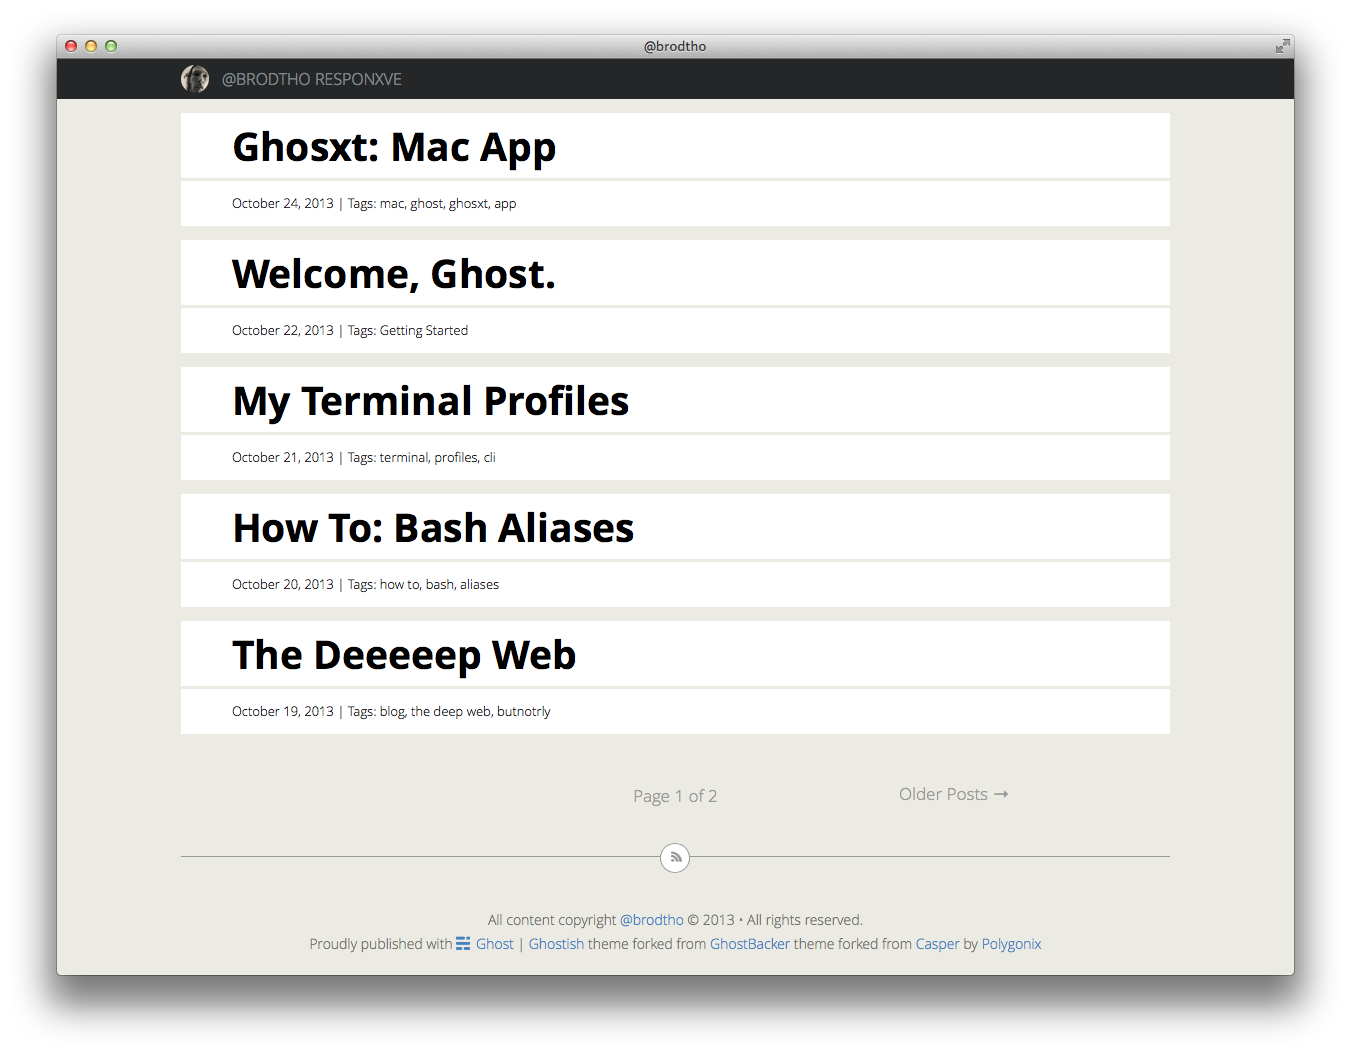 @brodtho
@BRODTHO RESPONXVE
Ghosxt: Mac App
October 24, 2013 | Tags: mac, ghost, ghosxt, app
Welcome, Ghost.
October 22, 2013 | Tags: Getting Started
My Terminal Profiles
October 21, 2013 | Tags: terminal, profiles, cli
How To: Bash Aliases
October 20, 2013 | Tags: how to, bash, aliases
The Deeeeep Web
October 19, 2013 | Tags: blog, the deep web, butnotrly
Page 1 of 2
Older Posts →
All content copyright @brodtho © 2013 • All rights reserved.
Proudly published with Ghost | Ghostish theme forked from GhostBacker theme forked from Casper by Polygonix